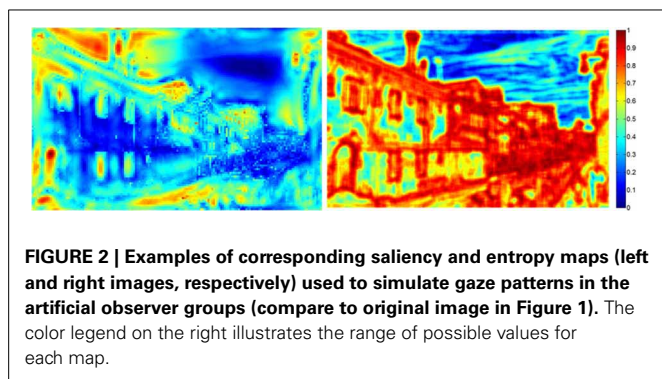 1
0.9
0.8
0.7
0.6
0.5
0.4
0.3
0.2
0.1
0
FIGURE 2 | Examples of corresponding saliency and entropy maps (left
and right images, respectively) used to simulate gaze patterns in the
artificial observer groups (compare to original image in Figure 1). The
color legend on the right illustrates the range of possible values for
each map.